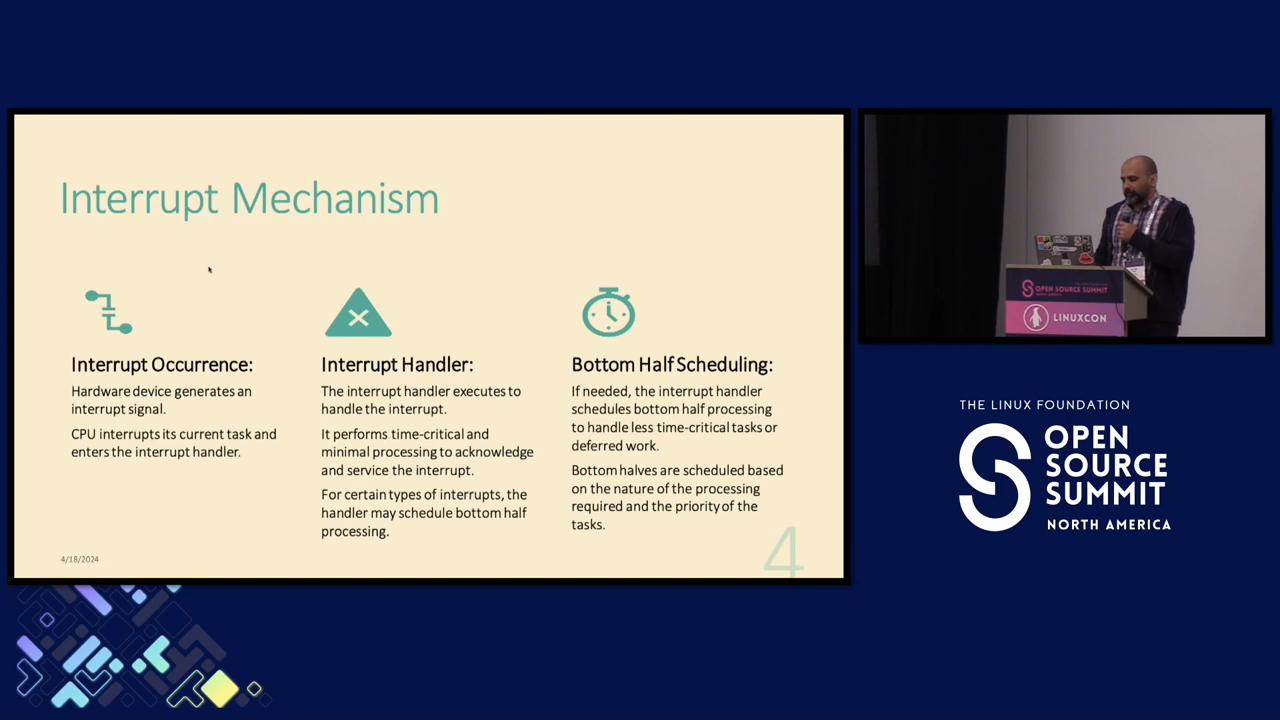 Interrupt Mechanism
Interrupt Occurrence:
Hardware device generates an
interrupt signal.
CPU interrupts its current task and
enters the interrupt handler.
Interrupt Handler:
The interrupt handler executes to
handle the interrupt.
It performs time-critical and
minimal processing to acknowledge
and service the interrupt.
For certain types of interrupts, the
handler may schedule bottom half
processing.
Bottom Half Scheduling:
If needed, the interrupt handler
schedules bottom half processing
to handle less time-critical tasks or
deferred work.
Bottom halves are scheduled based
on the nature of the processing
required and the priority of the
tasks.
4/18/2024
4
OPEN SOURCE SUMMIT
LINUXCON
THE LINUX FOUNDATION
OPEN
SOURCE
SUMMIT
NORTH AMERICA